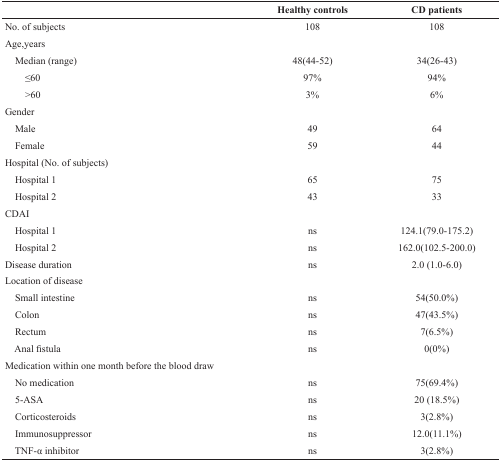 Healthy controls CD patients
No. of subjects 108 108
Age,years
Median (range) 48(44-52) 34(26-43)
≤60 97% 94%
>60 3% 6%
Gender
Male 49 64
Female 59 44
Hospital (No. of subjects)
Hospital 1 65 75
Hospital 2 43 33
CDAI
Hospital 1 ns 124.1(79.0-175.2)
Hospital 2 ns 162.0(102.5-200.0)
Disease duration ns 2.0 (1.0-6.0)
Location of disease
Small intestine ns 54(50.0%)
Colon ns 47(43.5%)
Rectum ns 7(6.5%)
Anal fistula ns 0(0%)
Medication within one month before the blood draw
No medication ns 75(69.4%)
5-ASA ns 20 (18.5%)
Corticosteroids ns 3(2.8%)
Immunosuppressor ns 12.0(11.1%)
TNF-α inhibitor ns 3(2.8%)